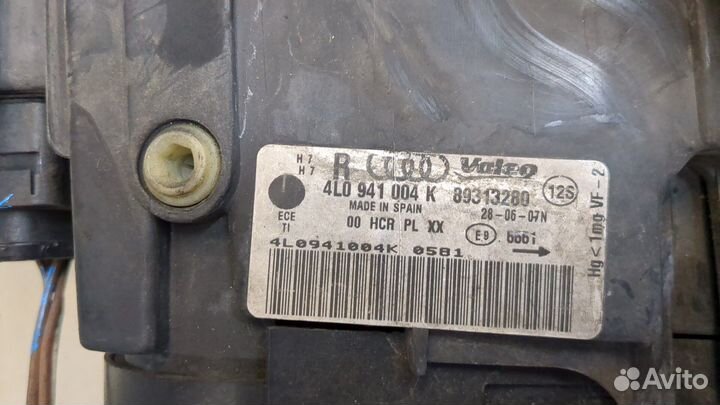 H7 R Valeo
H7
4L0 941 004 K 89313280 12S
MADE IN SPAIN 28-06-07N
ECE 00 HCR PL XX
TI E9
4L0941004K 0581
Hg<1mg VF-2
Avito